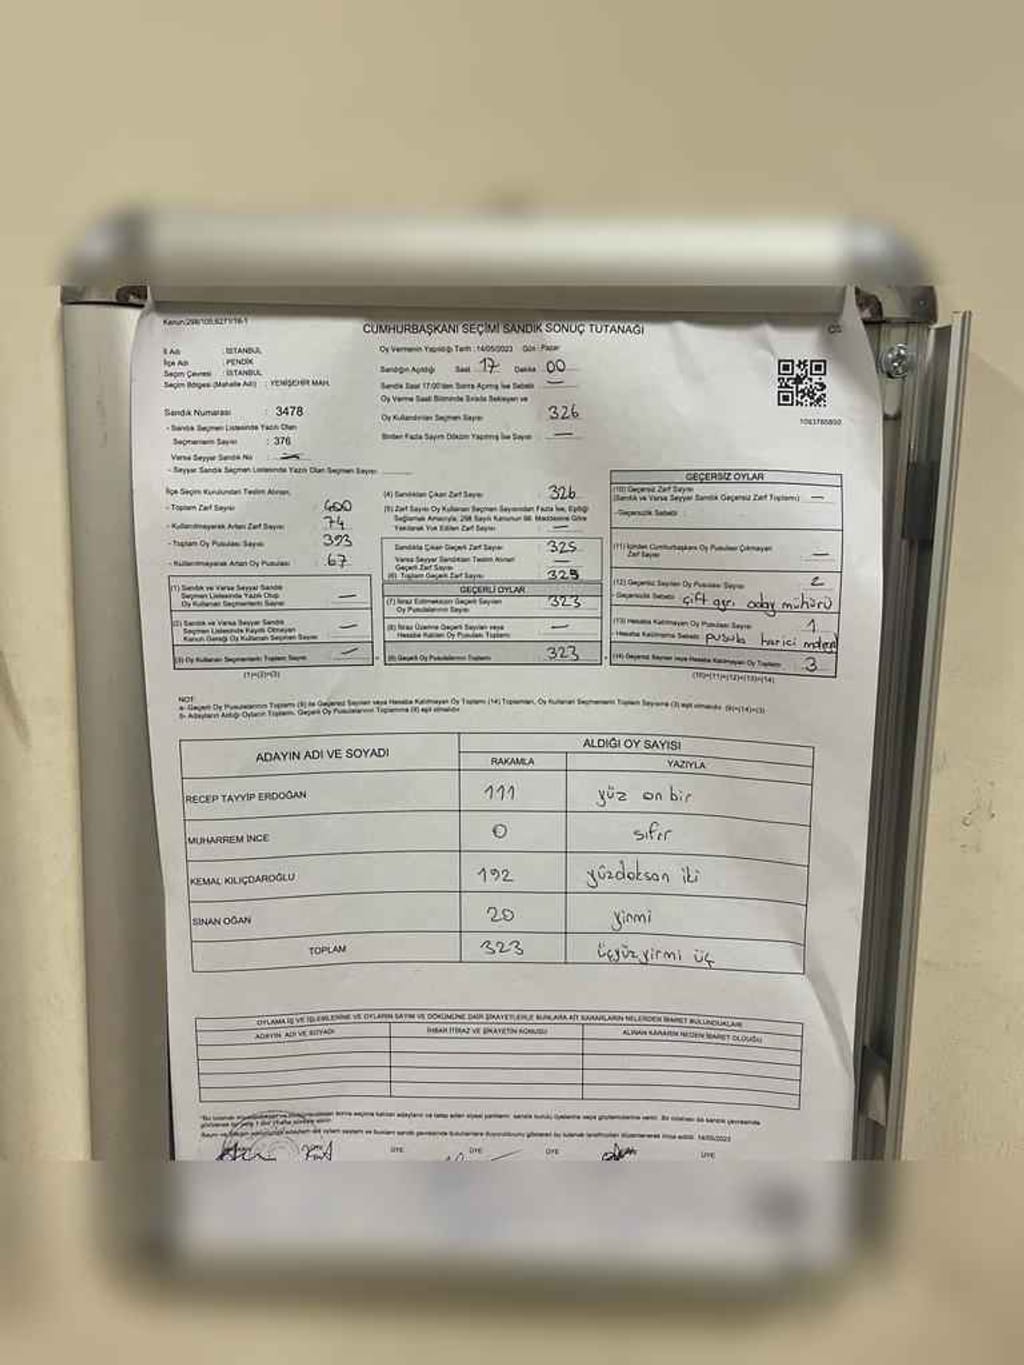 Kanun:298/105,6271/18-1
CUMHURBAŞKANI SEÇİMİ SANDIK SONUÇ TUTANAĞI
İl Adı : İSTANBUL
İlçe Adı : PENDİK
Seçim Çevresi : İSTANBUL
Seçim Bölgesi (Mahalle Adı) : YENİŞEHİR MAH.
Oy Vermenin Yapıldığı Tarih : 14/05/2023 Gün : Pazar
Sandığın Açıldığı Saat 17 Dakika 00
Sandık Saat 17:00'den Sonra Açılmış İse Sebebi —
Oy Verme Saati Bitiminde Sırada Bekleyen ve
Oy Kullandırılan Seçmen Sayısı 326
Birden Fazla Sayım Döküm Yapılmış İse Sayısı —
1093785800
Sandık Numarası : 3478
- Sandık Seçmen Listesinde Yazılı Olan
Seçmenlerin Sayısı : 376
Varsa Seyyar Sandık No : —
- Seyyar Sandık Seçmen Listesinde Yazılı Olan Seçmen Sayısı
İlçe Seçim Kurulundan Teslim Alınan;
- Toplam Zarf Sayısı : 400
- Kullanılmayarak Artan Zarf Sayısı : 74
- Toplam Oy Pusulası Sayısı : 393
- Kullanılmayarak Artan Oy Pusulası : 67
(1) Sandık ve Varsa Seyyar Sandık
Seçmen Listesinde Yazılı Olup
Oy Kullanan Seçmenlerin Sayısı —
(2) Sandık ve Varsa Seyyar Sandık
Seçmen Listesinde Kayıtlı Olmayan
Kanun Gereği Oy Kullanan Seçmen Sayısı —
(3) Oy Kullanan Seçmenlerin Toplam Sayısı —
(1)+(2)=(3)
(4) Sandıktan Çıkan Zarf Sayısı : 326
(5) Zarf Sayısı Oy Kullanan Seçmen Sayısından Fazla İse, Eşitliği
Sağlamak Amacıyla, 298 Sayılı Kanunun 98. Maddesine Göre
Yakılarak Yok Edilen Zarf Sayısı : —
Sandıkta Çıkan Geçerli Zarf Sayısı : 325
Varsa Seyyar Sandıktan Teslim Alınan
Geçerli Zarf Sayısı : —
(6) Toplam Geçerli Zarf Sayısı : 325
GEÇERLİ OYLAR
(7) İtiraz Edilmeksizin Geçerli Sayılan
Oy Pusulalarının Sayısı : 323
(8) İtiraz Üzerine Geçerli Sayılan veya
Hesaba Katılan Oy Pusulaları Toplamı : —
(9) Geçerli Oy Pusulalarının Toplamı : 323
GEÇERSİZ OYLAR
(10) Geçersiz Zarf Sayısı
(Sandık ve Varsa Seyyar Sandık Geçersiz Zarf Toplamı) : —
- Geçersizlik Sebebi :
(11) İçinden Cumhurbaşkanı Oy Pusulası Çıkmayan
Zarf Sayısı : —
(12) Geçersiz Sayılan Oy Pusulası Sayısı : 2
- Geçersizlik Sebebi : çift ayrı aday mühürü
(13) Hesaba Katılmayan Oy Pusulası Sayısı : 1
- Hesaba Katılmama Sebebi : pusula harici
(14) Geçersiz Sayılan veya Hesaba Katılmayan Oy Toplamı : 3
(10)+(11)+(12)+(13)=(14)
NOT:
a- Geçerli Oy Pusulalarının Toplamı (9) ile Geçersiz Sayılan veya Hesaba Katılmayan Oy Toplamı (14) Toplamları, Oy Kullanan Seçmenlerin Toplam Sayısına (3) eşit olmalıdır. (9)+(14)=(3)
b- Adayların Aldığı Oyların Toplamı, Geçerli Oy Pusulalarının Toplamına (9) eşit olmalıdır.
ADAYIN ADI VE SOYADI ALDIĞI OY SAYISI
RAKAMLA YAZIYLA
RECEP TAYYİP ERDOĞAN 111 yüz on bir
MUHARREM İNCE 0 sıfır
KEMAL KILIÇDAROĞLU 192 yüzdoksan iki
SİNAN OĞAN 20 yirmi
TOPLAM 323 üçyüzyirmi üç
OYLAMA İŞ VE İŞLEMLERİNE VE OYLARIN SAYIM VE DÖKÜMÜNE DAİR ŞİKAYETLERLE BUNLARA AİT KARARLARIN NELERDEN İBARET BULUNDUKLARI
ADAYIN ADI VE SOYADI İHBAR İTİRAZ VE ŞİKAYETİN KONUSU ALINAN KARARIN NEDEN İBARET OLDUĞU
ÜYE ÜYE ÜYE ÜYE